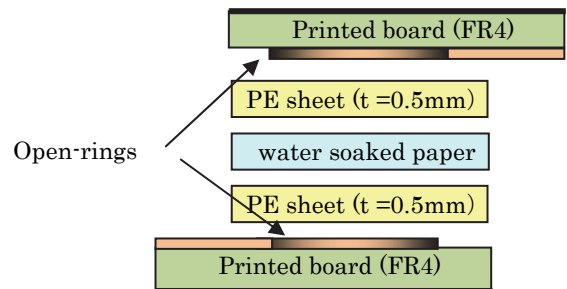 Printed board (FR4)
PE sheet (t =0.5mm)
Open-rings
water soaked paper
PE sheet (t =0.5mm)
Printed board (FR4)